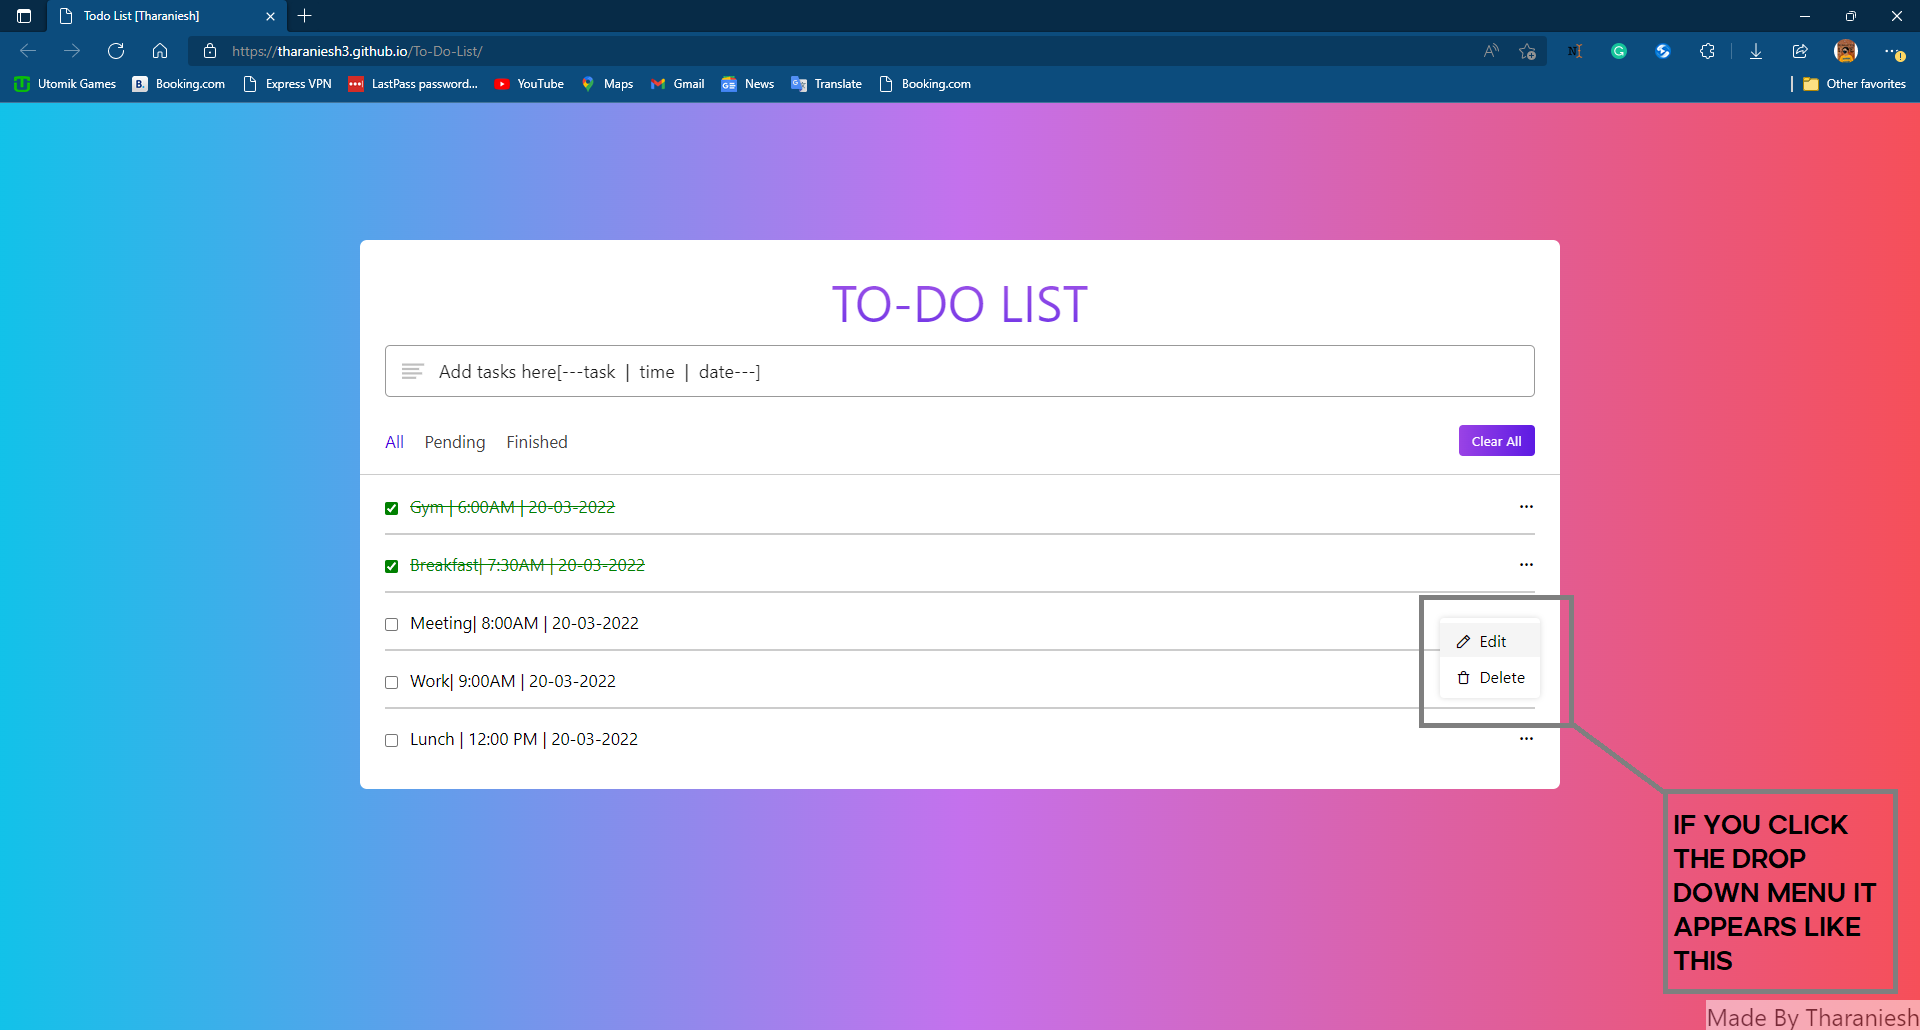 Todo List [Tharaniesh]
https://tharaniesh3.github.io/To-Do-List/
Utomik Games B. Booking.com Express VPN LastPass password... YouTube Maps Gmail News Translate Booking.com Other favorites
TO-DO LIST
Add tasks here[---task | time | date---]
All Pending Finished Clear All
Gym | 6:00AM | 20-03-2022
Breakfast| 7:30AM | 20-03-2022
Meeting| 8:00AM | 20-03-2022
Edit
Delete
Work| 9:00AM | 20-03-2022
Lunch | 12:00 PM | 20-03-2022
IF YOU CLICK
THE DROP
DOWN MENU IT
APPEARS LIKE
THIS
Made By Tharaniesh